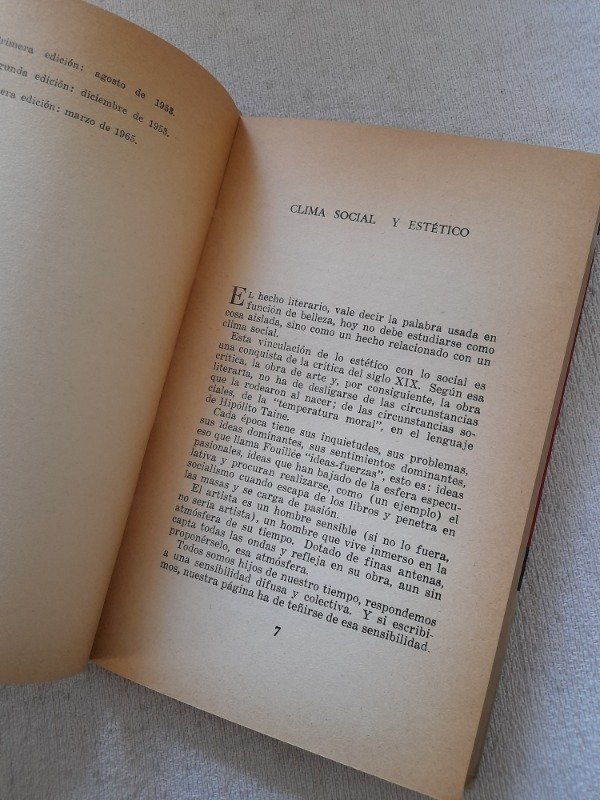 rimera edición: agosto de 1953.
gunda edición: diciembre de 1953.
era edición: marzo de 1965.
CLIMA SOCIAL Y ESTÉTICO
EL hecho literario, vale decir la palabra usada en
función de belleza, hoy no debe estudiarse como
cosa aislada, sino como un hecho relacionado con un
clima social.
Esta vinculación de lo estético con lo social es
una conquista de la crítica del siglo XIX. Según esa
crítica, la obra de arte y, por consiguiente, la obra
literaria, no ha de desligarse de las circunstancias
que la rodearon al nacer; de las circunstancias so-
ciales, de la "temperatura moral", en el lenguaje
de Hipólito Taine.
Cada época tiene sus inquietudes, sus problemas,
sus ideas dominantes, sus sentimientos dominantes,
eso que llama Fouillée "ideas-fuerzas", esto es: ideas
pasionales, ideas que han bajado de la esfera especu-
lativa y procuran realizarse, como (un ejemplo) el
socialismo cuando escapa de los libros y penetra en
las masas y se carga de pasión.
El artista es un hombre sensible (si no lo fuera,
no sería artista), un hombre que vive inmerso en la
atmósfera de su tiempo. Dotado de finas antenas,
capta todas las ondas y refleja en su obra, aun sin
proponérselo, esa atmósfera.
Todos somos hijos de nuestro tiempo, respondemos
a una sensibilidad difusa y colectiva. Y si escribi-
mos, nuestra página ha de teñirse de esa sensibilidad.
7